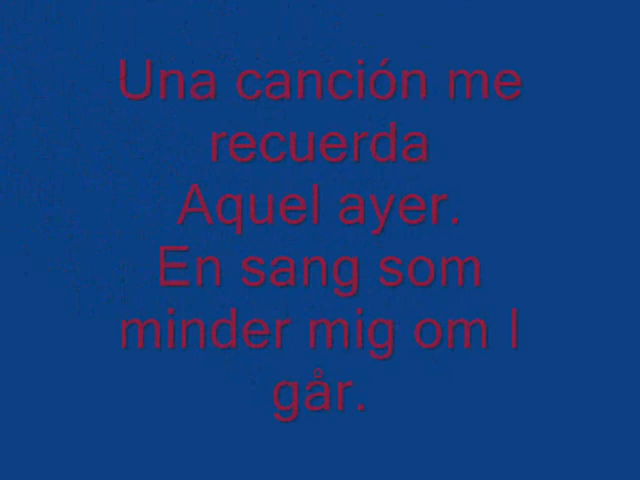 Una canción me
recuerda
Aquel ayer.
En sang som
minder mig om I
går.